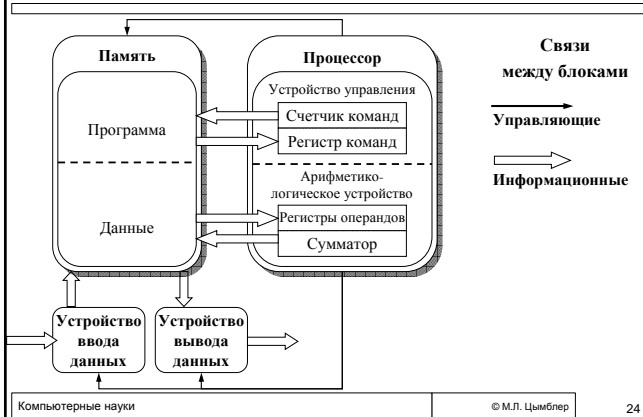 Память
Программа
Данные
Процессор
Устройство управления
Счетчик команд
Регистр команд
Арифметико-
логическое устройство
Регистры операндов
Сумматор
Связи
между блоками
Управляющие
Информационные
Устройство
ввода
данных
Устройство
вывода
данных
Компьютерные науки
© М.Л. Цымблер
24